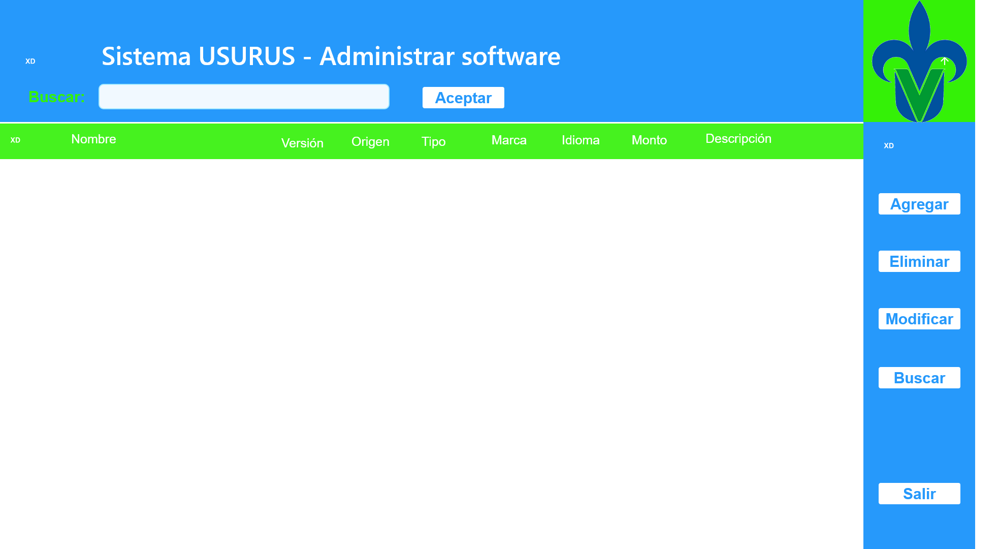 Sistema USURUS - Administrar software
XD
Buscar:
Aceptar
XD Nombre Versión Origen Tipo Marca Idioma Monto Descripción
XD
Agregar
Eliminar
Modificar
Buscar
Salir